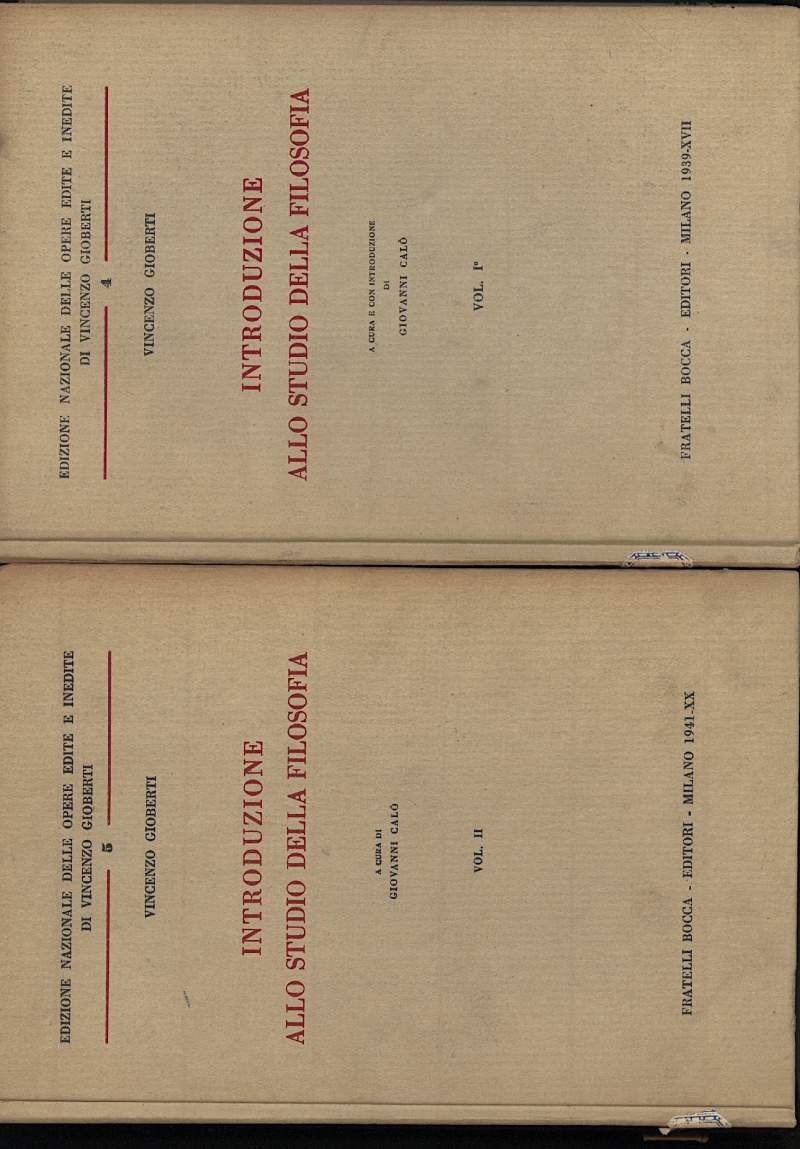 EDIZIONE NAZIONALE DELLE OPERE EDITE E INEDITE
DI VINCENZO GIOBERTI
5
VINCENZO GIOBERTI
INTRODUZIONE
ALLO STUDIO DELLA FILOSOFIA
A CURA DI
GIOVANNI CALÒ
VOL. II
FRATELLI BOCCA - EDITORI - MILANO 1941-XX
EDIZIONE NAZIONALE DELLE OPERE EDITE E INEDITE
DI VINCENZO GIOBERTI
4
VINCENZO GIOBERTI
INTRODUZIONE
ALLO STUDIO DELLA FILOSOFIA
A CURA E CON INTRODUZIONE
DI
GIOVANNI CALÒ
VOL. Iº
FRATELLI BOCCA - EDITORI - MILANO 1939-XVII